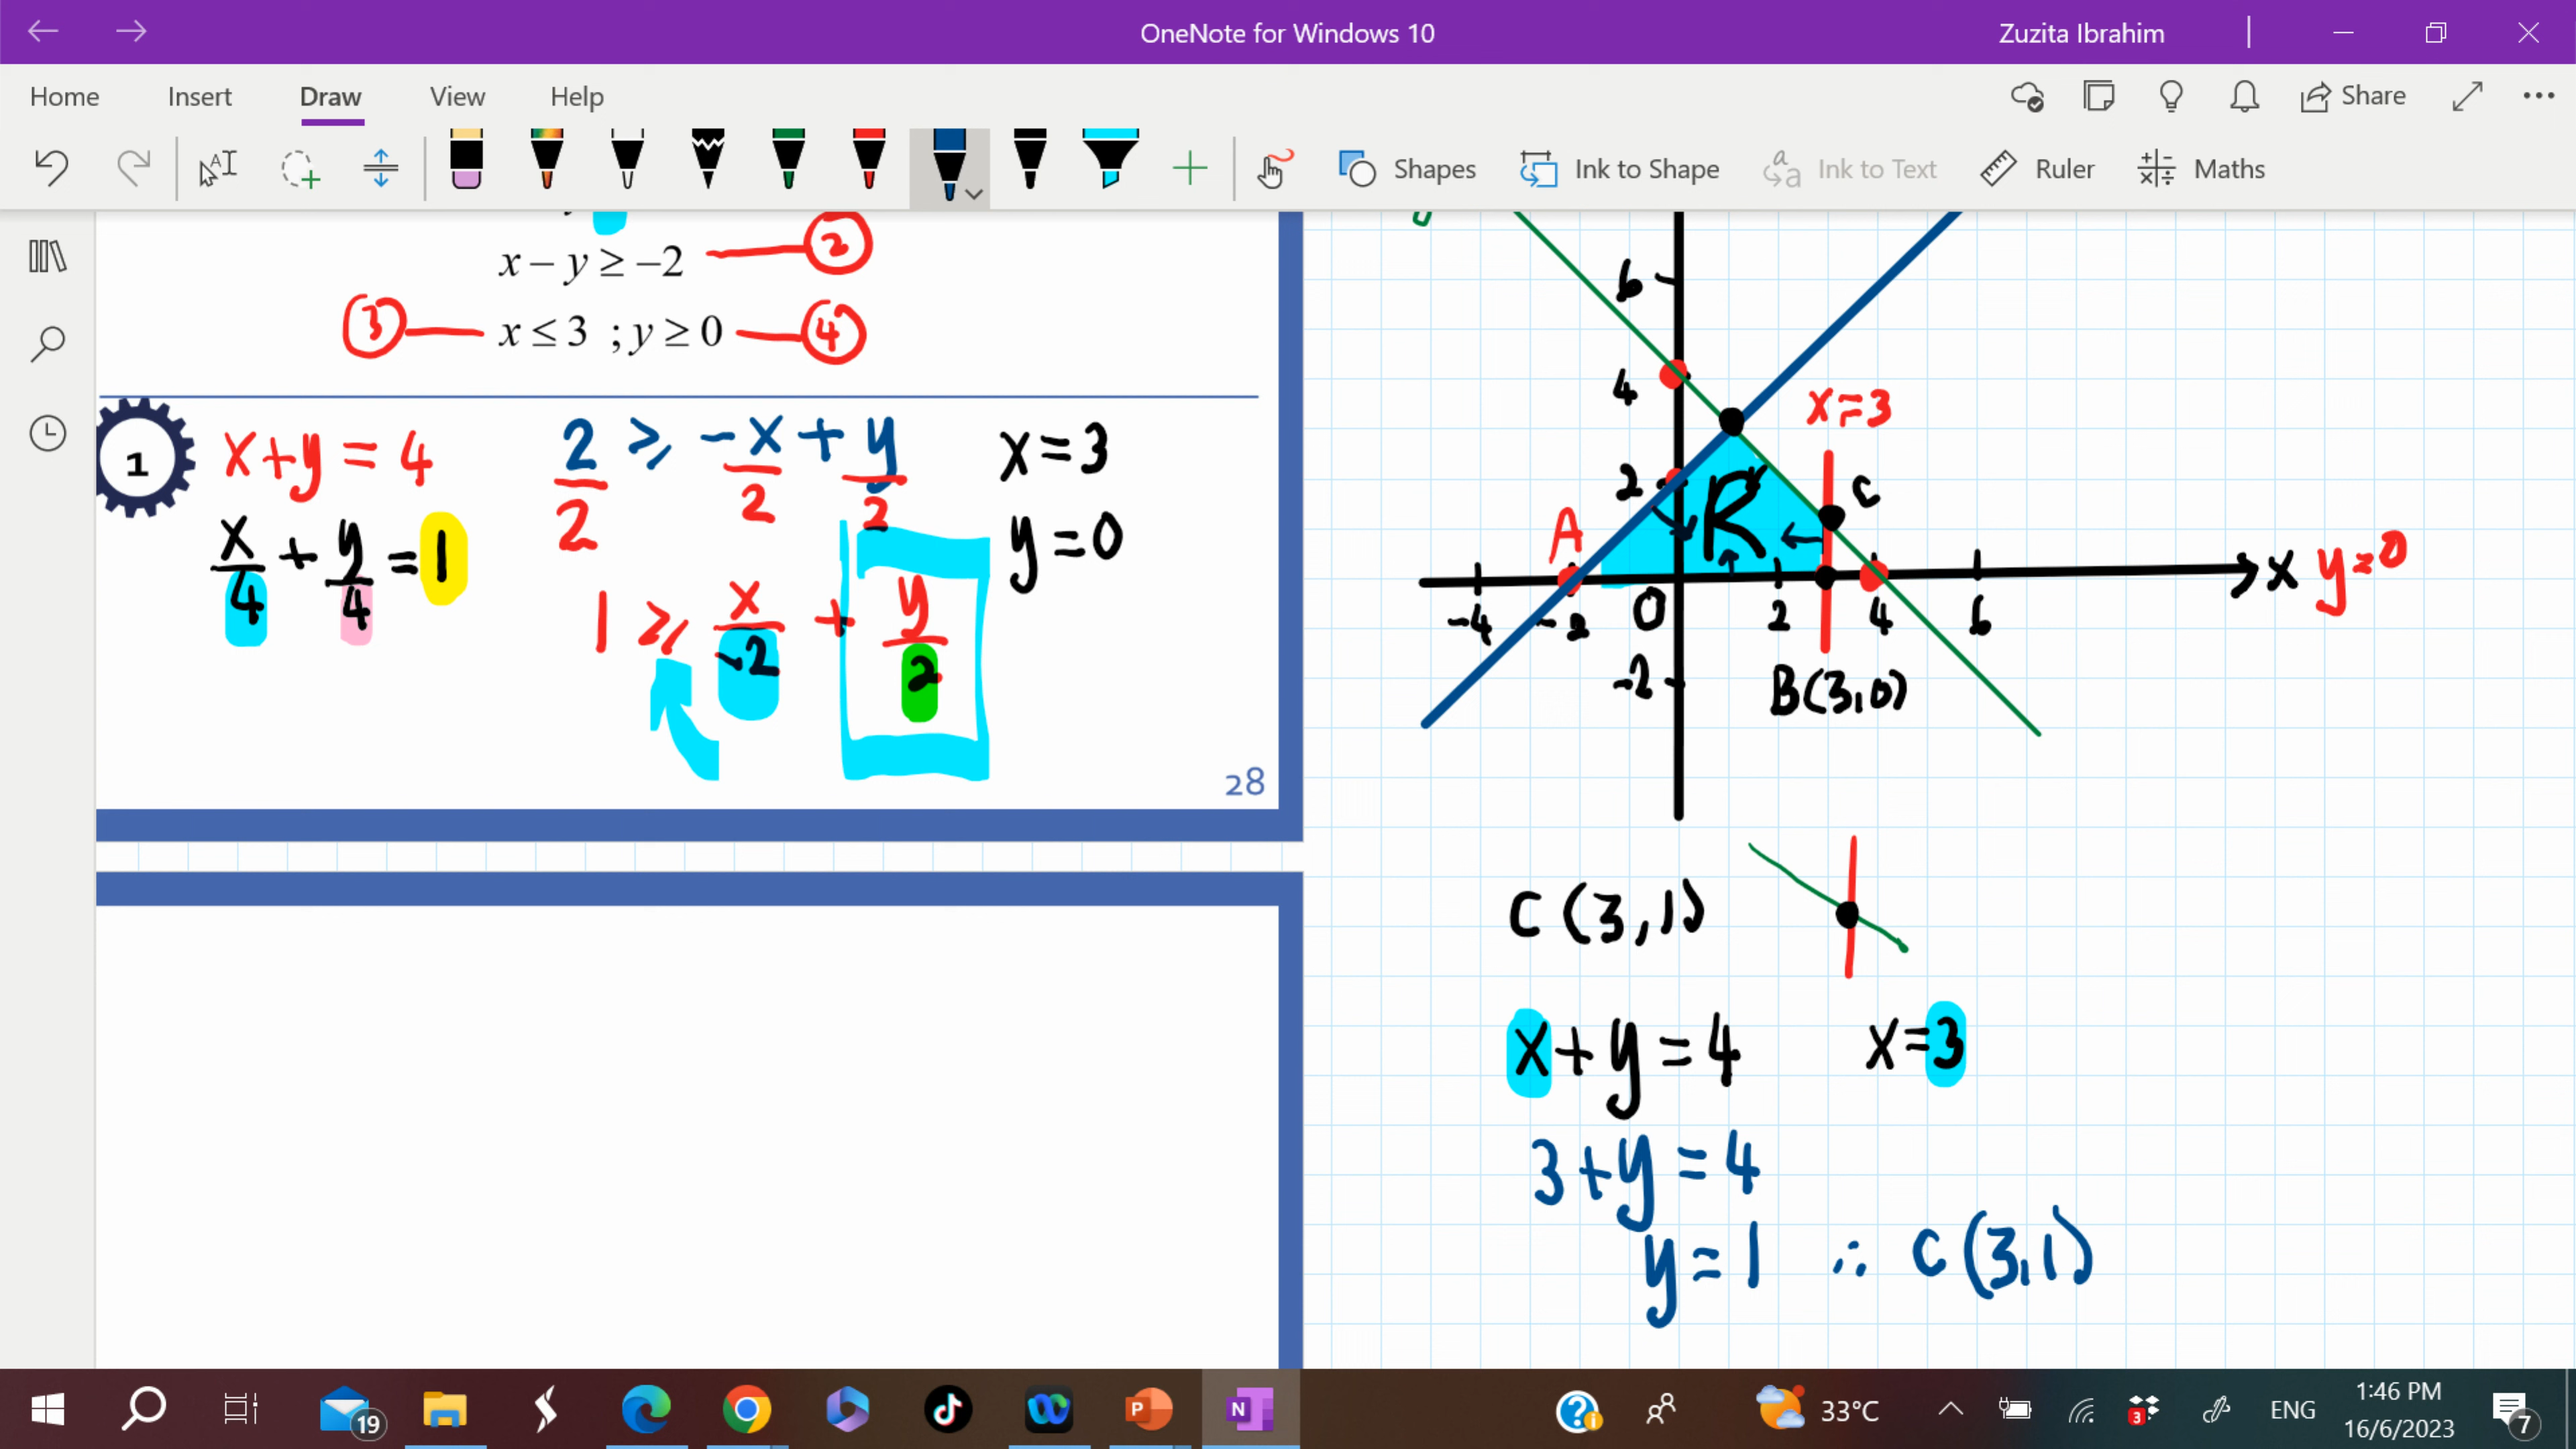 OneNote for Windows 10
Zuzita Ibrahim
Home Insert Draw View Help
Share
Shapes
Ink to Shape
Ink to Text
Ruler
Maths
x − y ≥ −2 ②
③ x ≤ 3 ; y ≥ 0 ④
1
x+y = 4
x/4 + y/4 = 1
2/2 ≥ -x/2 + y/2
1 ≥ x/-2 + y/2
x=3
y=0
28
6
4
2
-2
-4 -2 0 2 4 6
x=3
A
R
C
x y=0
B(3,0)
C (3,1)
x+y=4 x=3
3+y=4
y=1 ∴ C(3,1)
19
33°C
3
ENG
1:46 PM
16/6/2023
7